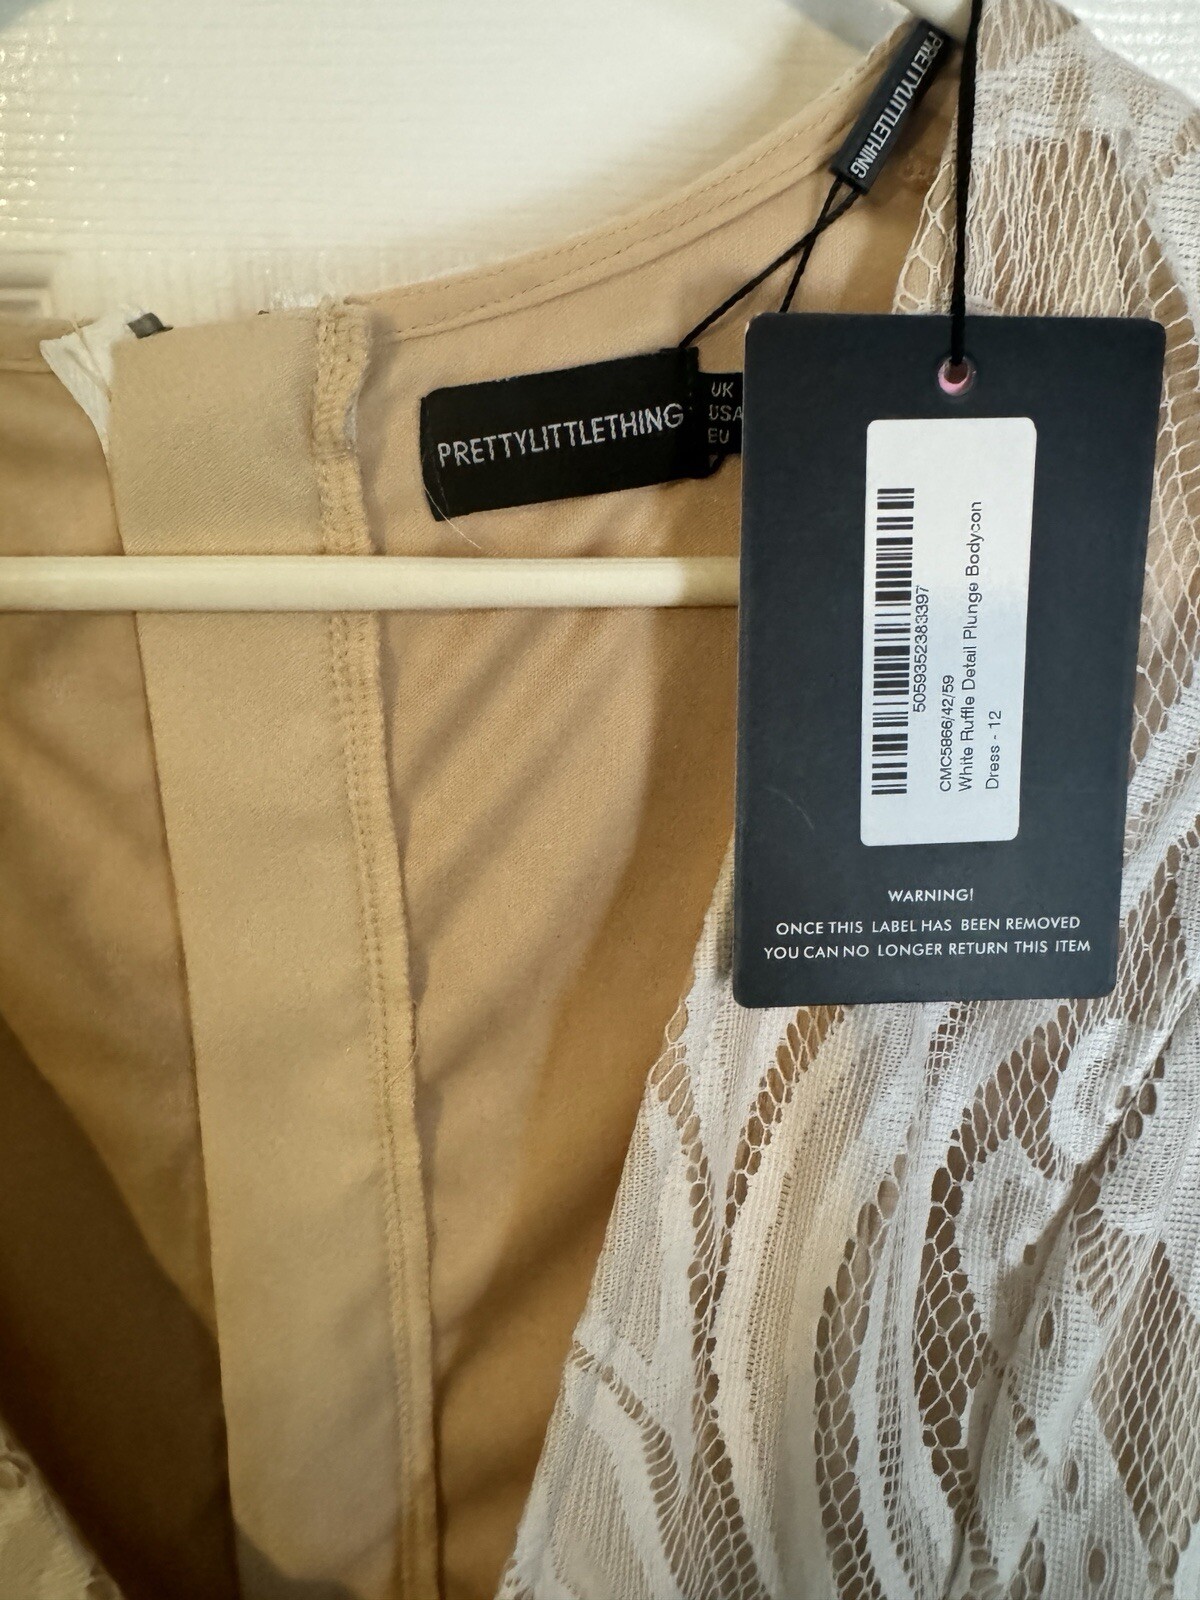 PRETTYLITTLETHING
PRETTYLITTLETHING
UK
USA
EU
5059352383397
CMC5866/42/59
White Ruffle Detail Plunge Bodycon
Dress - 12
WARNING!
ONCE THIS LABEL HAS BEEN REMOVED
YOU CAN NO LONGER RETURN THIS ITEM